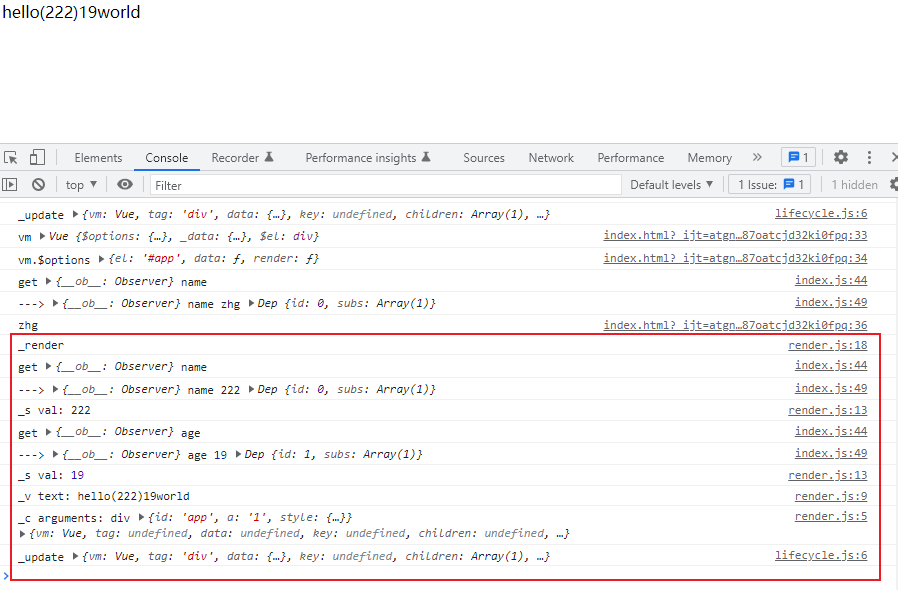 hello(222)19world
Elements Console Recorder Performance insights Sources Network Performance Memory » 1
top ▼ Filter Default levels ▼ 1 Issue: 1 1 hidden
_update ▶{vm: Vue, tag: 'div', data: {…}, key: undefined, children: Array(1), …} lifecycle.js:6
vm ▶Vue {$options: {…}, _data: {…}, $el: div} index.html?_ijt=atgn…87oatcjd32ki0fpq:33
vm.$options ▶{el: '#app', data: ƒ, render: ƒ} index.html?_ijt=atgn…87oatcjd32ki0fpq:34
get ▶{__ob__: Observer} name index.js:44
---> ▶{__ob__: Observer} name zhg ▶Dep {id: 0, subs: Array(1)} index.js:49
zhg index.html?_ijt=atgn…87oatcjd32ki0fpq:36
_render render.js:18
get ▶{__ob__: Observer} name index.js:44
---> ▶{__ob__: Observer} name 222 ▶Dep {id: 0, subs: Array(1)} index.js:49
_s val: 222 render.js:13
get ▶{__ob__: Observer} age index.js:44
---> ▶{__ob__: Observer} age 19 ▶Dep {id: 1, subs: Array(1)} index.js:49
_s val: 19 render.js:13
_v text: hello(222)19world render.js:9
_c arguments: div ▶{id: 'app', a: '1', style: {…}} render.js:5
▶{vm: Vue, tag: undefined, data: undefined, key: undefined, children: undefined, …}
_update ▶{vm: Vue, tag: 'div', data: {…}, key: undefined, children: Array(1), …} lifecycle.js:6
>